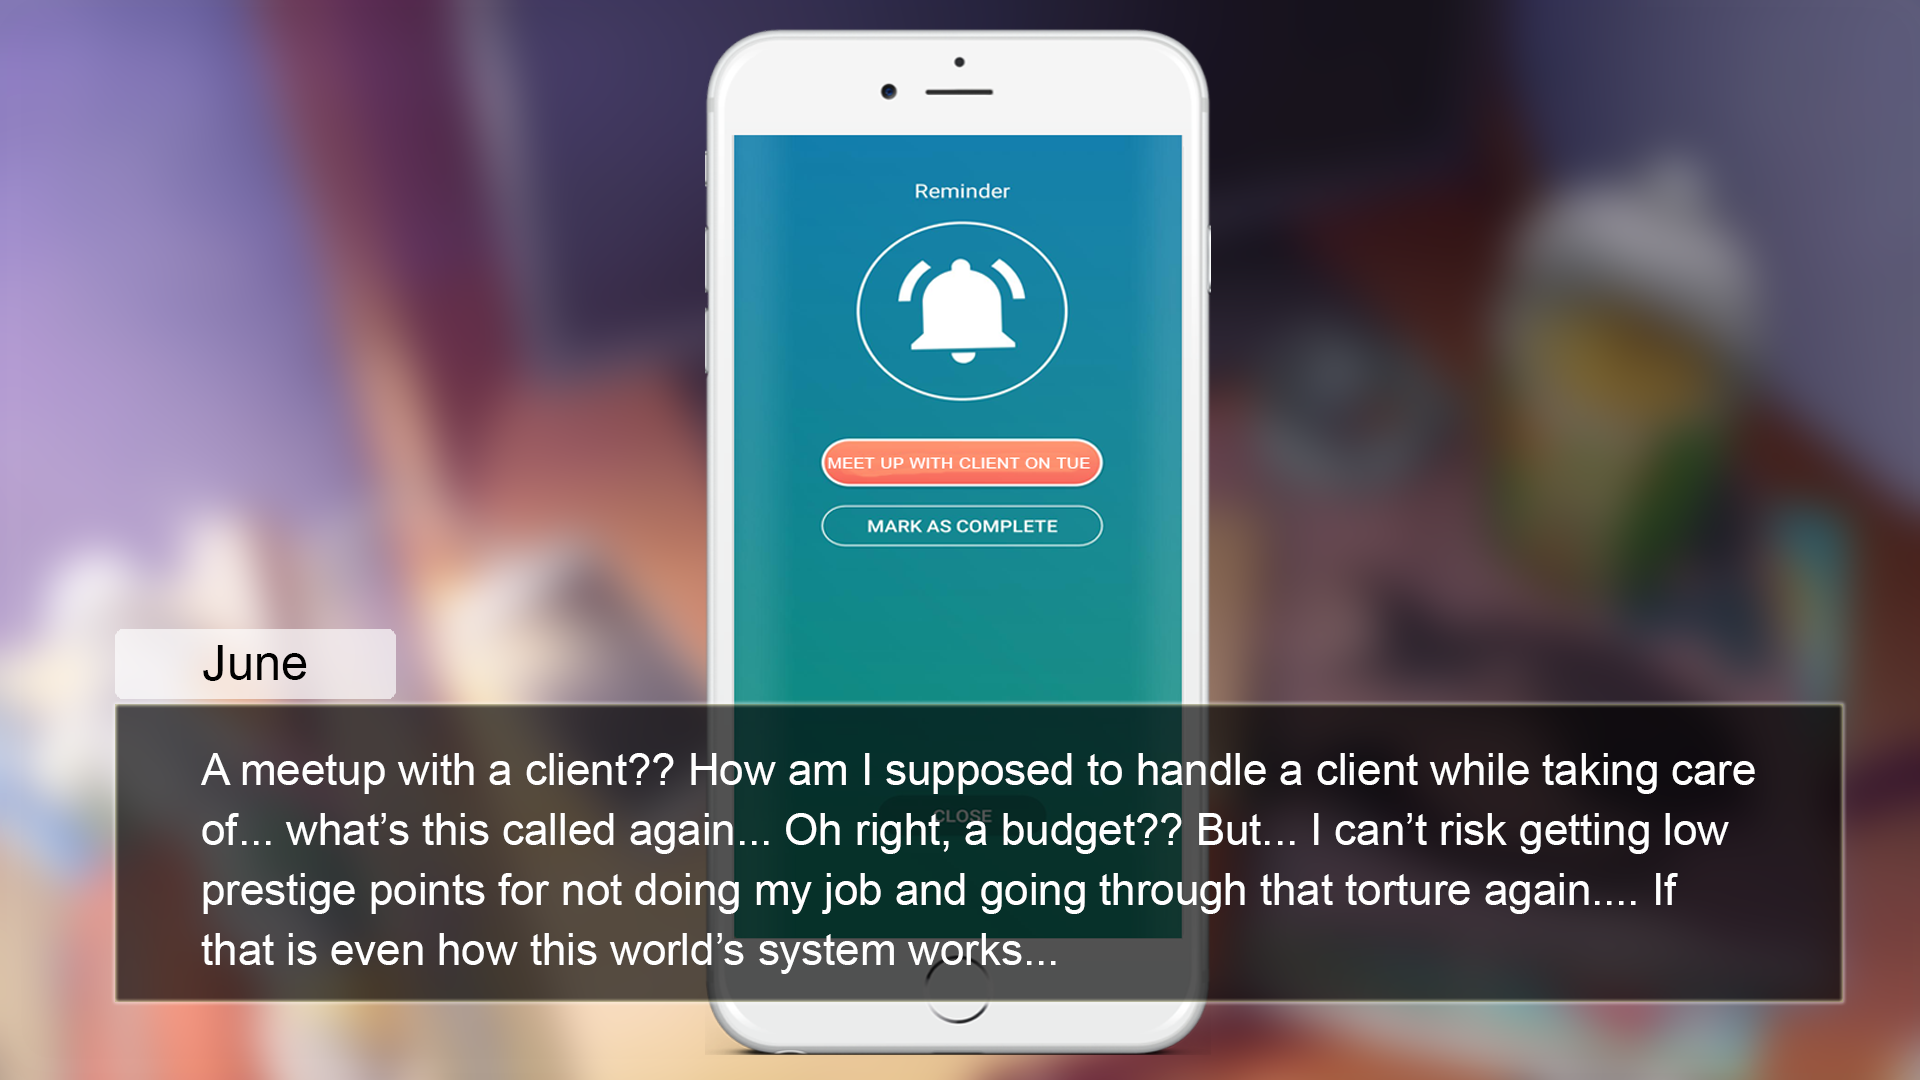 Reminder
MEET UP WITH CLIENT ON TUE
MARK AS COMPLETE
June
A meetup with a client?? How am I supposed to handle a client while taking care
CLOSE
of... what’s this called again... Oh right, a budget?? But... I can’t risk getting low
prestige points for not doing my job and going through that torture again.... If
that is even how this world’s system works...